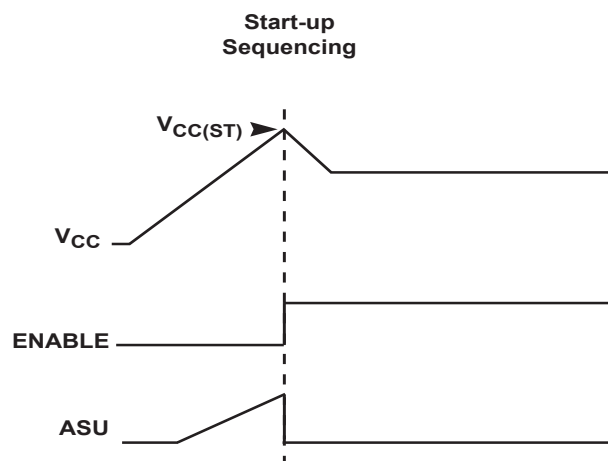 Start-up
Sequencing
VCC(ST)
VCC
ENABLE
ASU